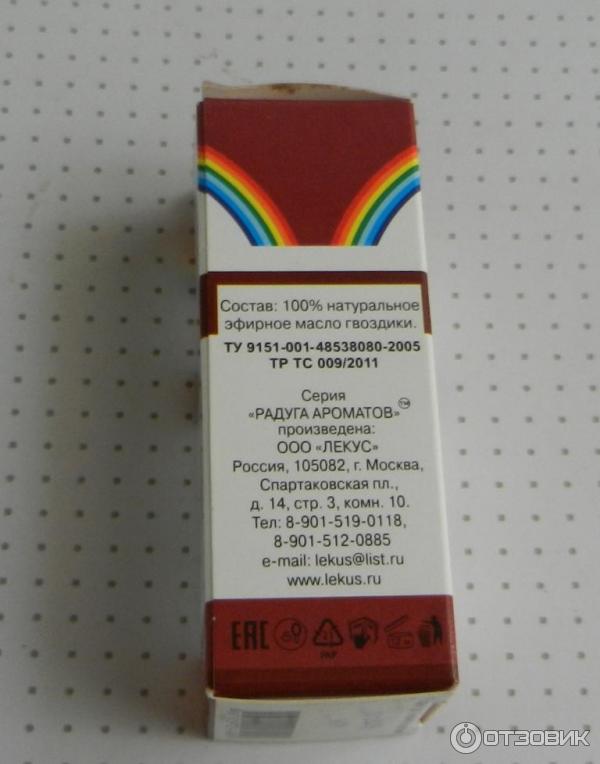 Состав: 100% натуральное
эфирное масло гвоздики.
ТУ 9151-001-48538080-2005
ТР ТС 009/2011
Серия
«РАДУГА АРОМАТОВ»™
произведена:
ООО «ЛЕКУС»
Россия, 105082, г. Москва,
Спартаковская пл.,
д. 14, стр. 3, комн. 10.
Тел: 8-901-519-0118,
8-901-512-0885
e-mail: lekus@list.ru
www.lekus.ru
EAC
PAP
ОТЗОВИК